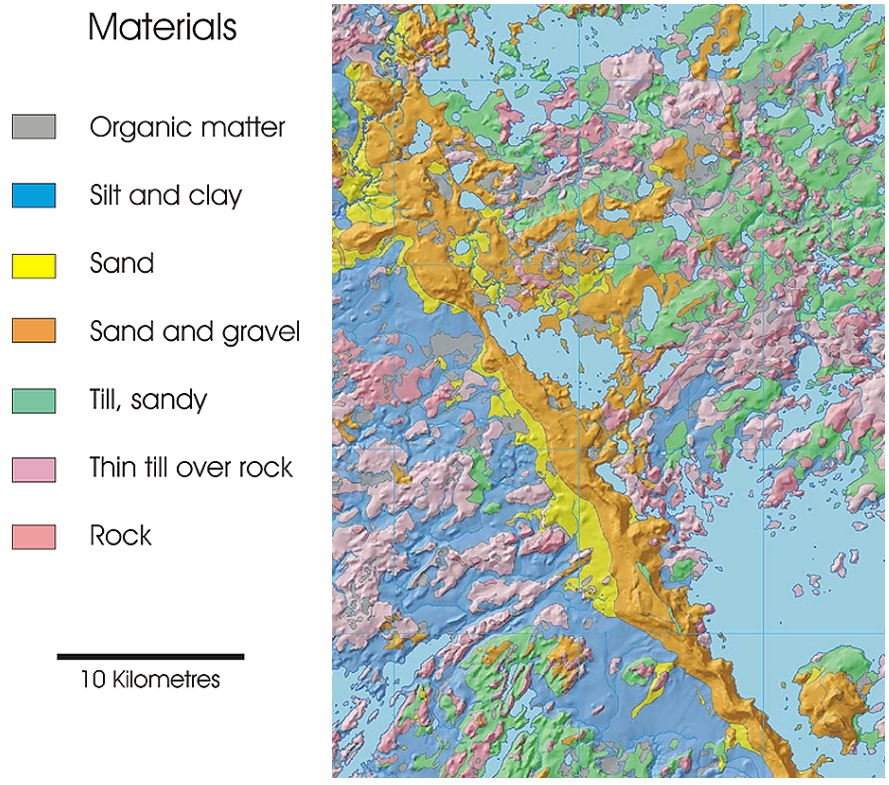 Materials
Organic matter
Silt and clay
Sand
Sand and gravel
Till, sandy
Thin till over rock
Rock
10 Kilometres